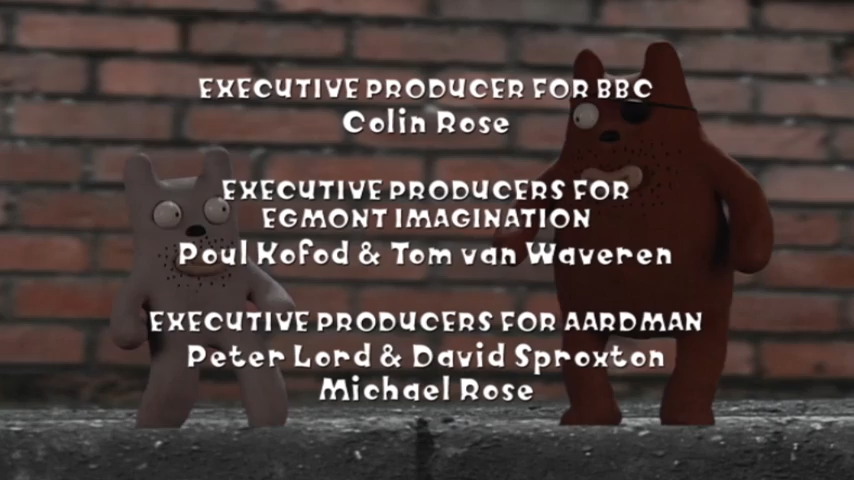 EXECUTIVE PRODUCER FOR BBC
Colin Rose
EXECUTIVE PRODUCERS FOR
EGMONT IMAGINATION
Poul Kofod & Tom van Waveren
EXECUTIVE PRODUCERS FOR AARDMAN
Peter Lord & David Sproxton
Michael Rose